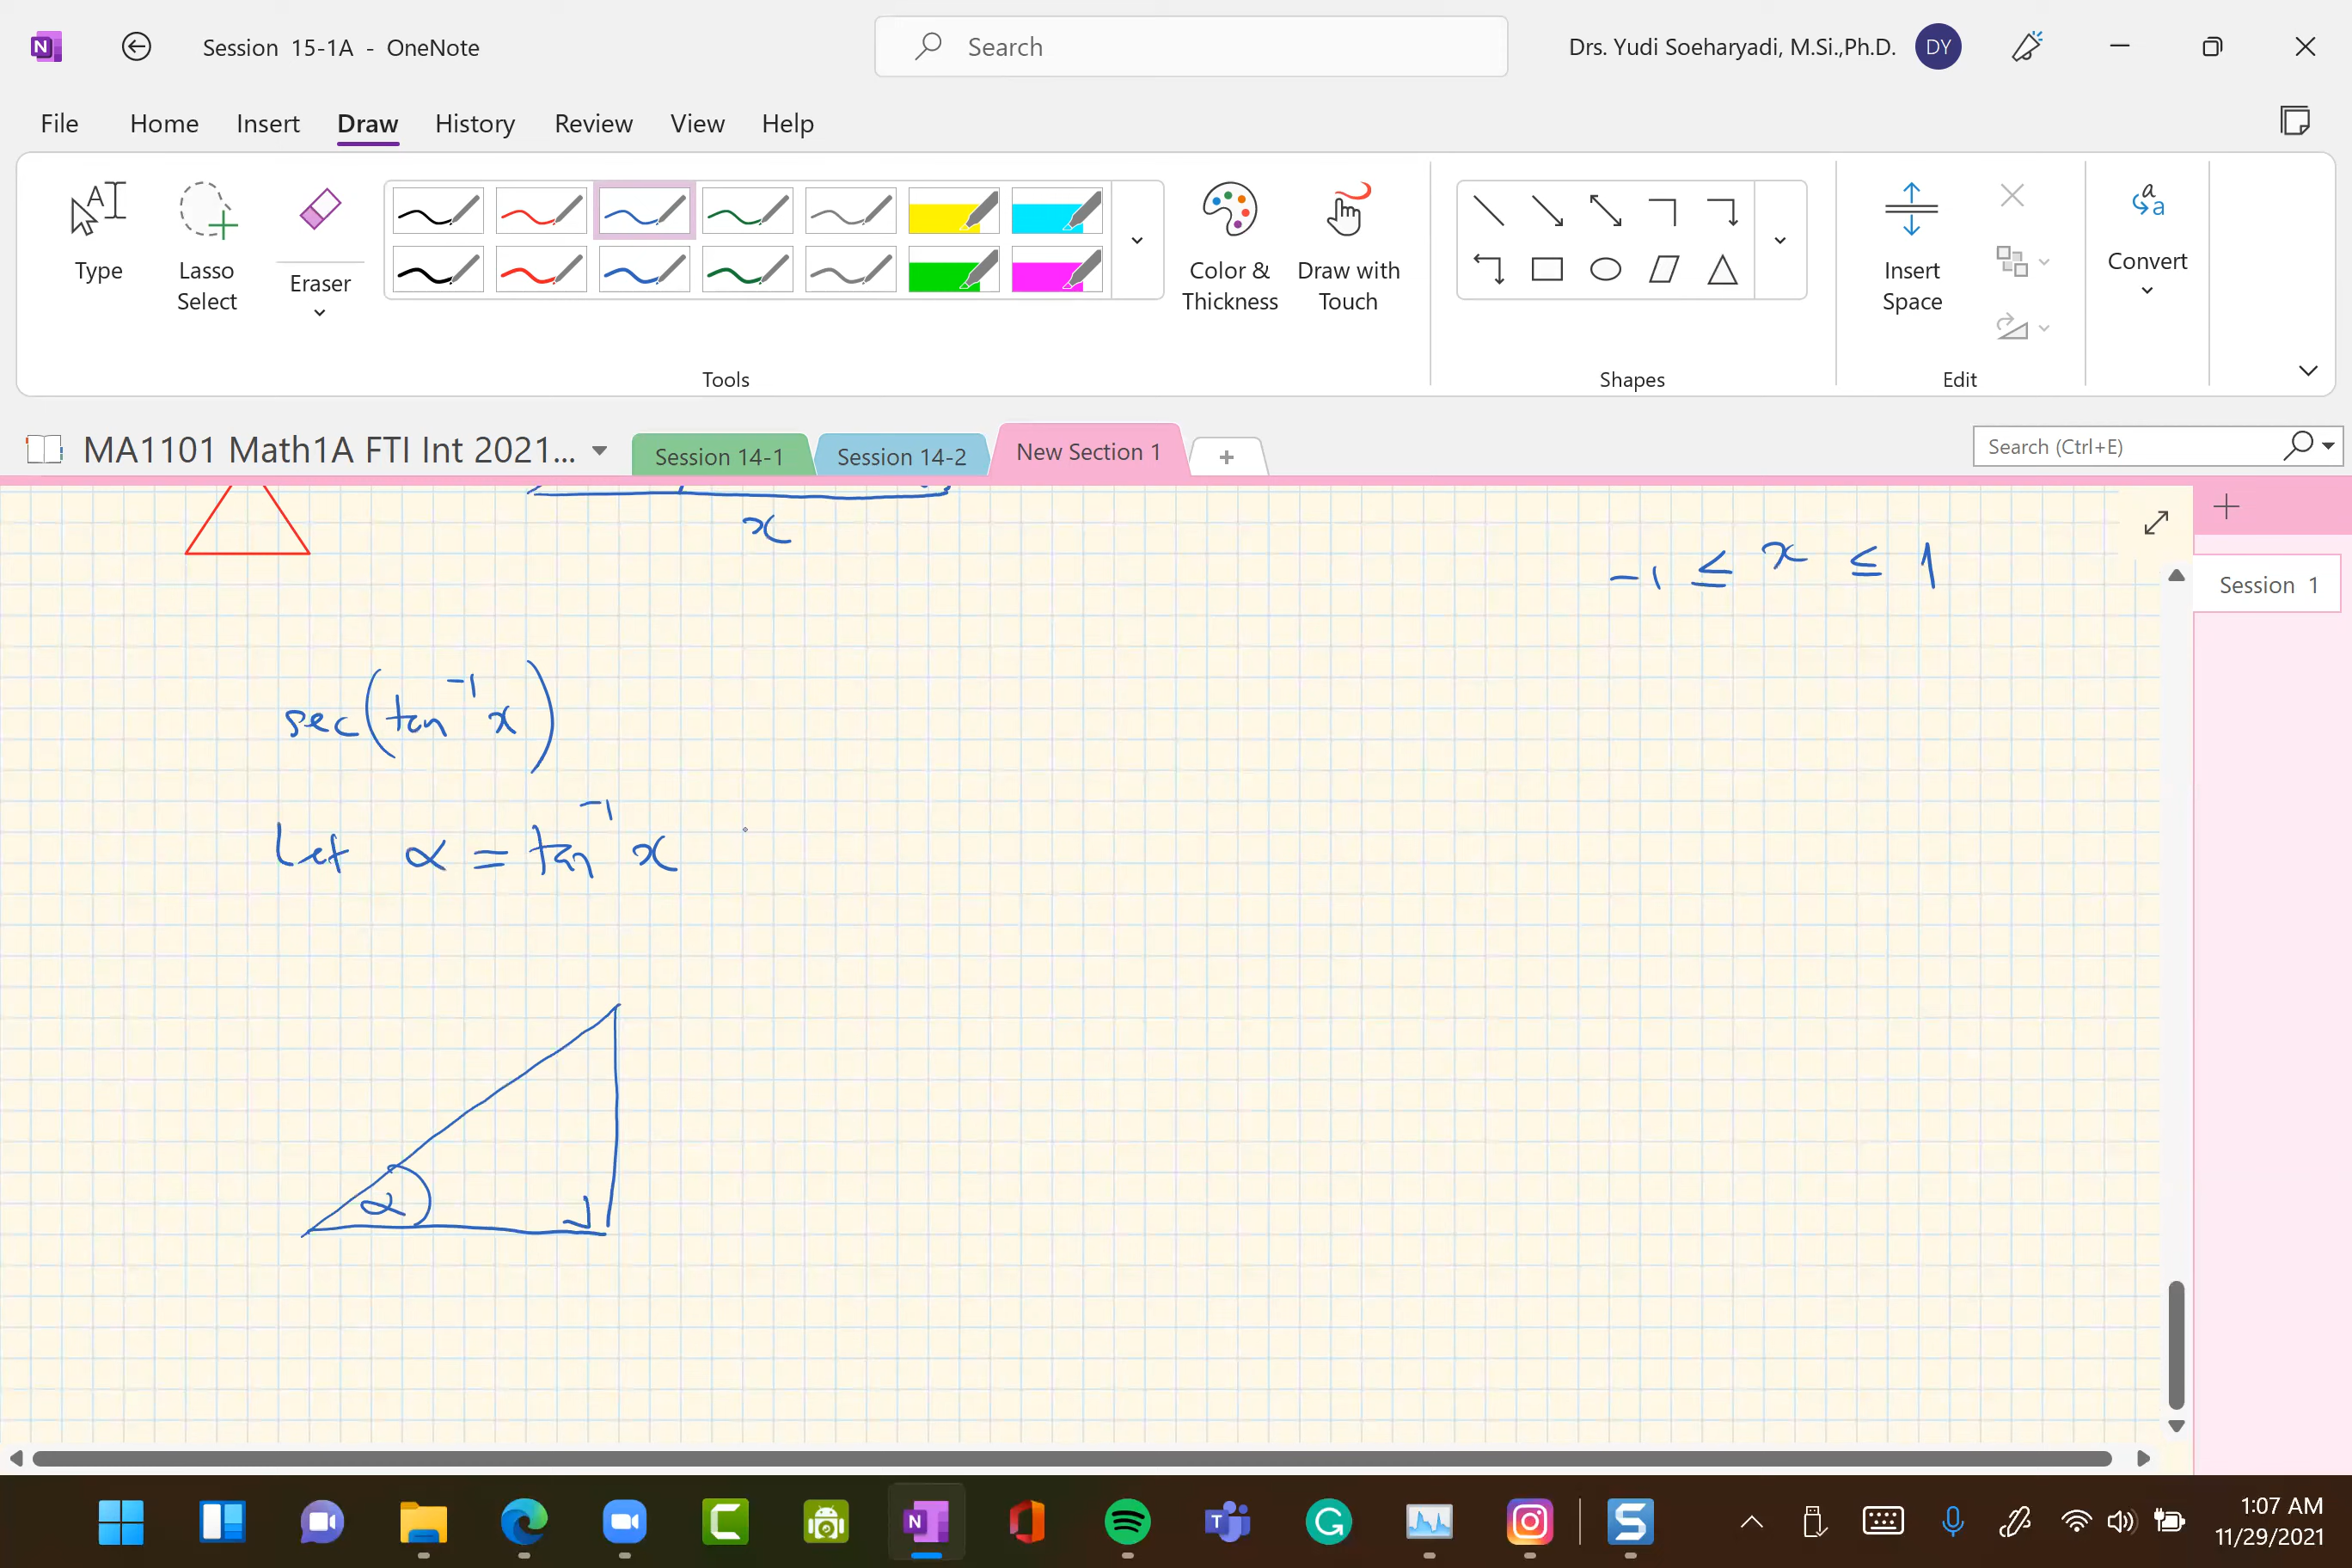 Session 15-1A - OneNote
Search
Drs. Yudi Soeharyadi, M.Si.,Ph.D.
DY
File Home Insert Draw History Review View Help
Type
Lasso Select
Eraser
Color & Thickness
Draw with Touch
Insert Space
Convert
Tools
Shapes
Edit
MA1101 Math1A FTI Int 2021...
Session 14-1
Session 14-2
New Section 1
Search (Ctrl+E)
Session 1
x
-1 ≤ x ≤ 1
sec(tan⁻¹ x)
Let α = tan⁻¹ x
α
1:07 AM
11/29/2021